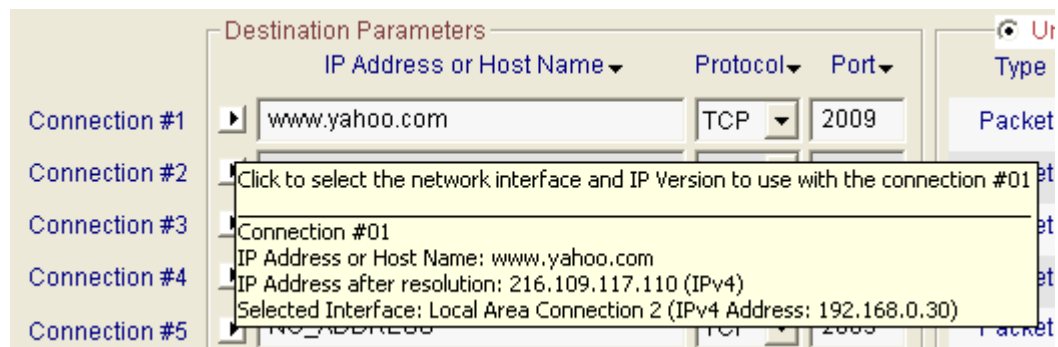 Destination Parameters
IP Address or Host Name Protocol Port
Type
Connection #1 www.yahoo.com TCP 2009 Packet
Connection #2
Click to select the network interface and IP Version to use with the connection #01
Connection #3
Connection #01
IP Address or Host Name: www.yahoo.com
Connection #4
IP Address after resolution: 216.109.117.110 (IPv4)
Selected Interface: Local Area Connection 2 (IPv4 Address: 192.168.0.30)
Connection #5